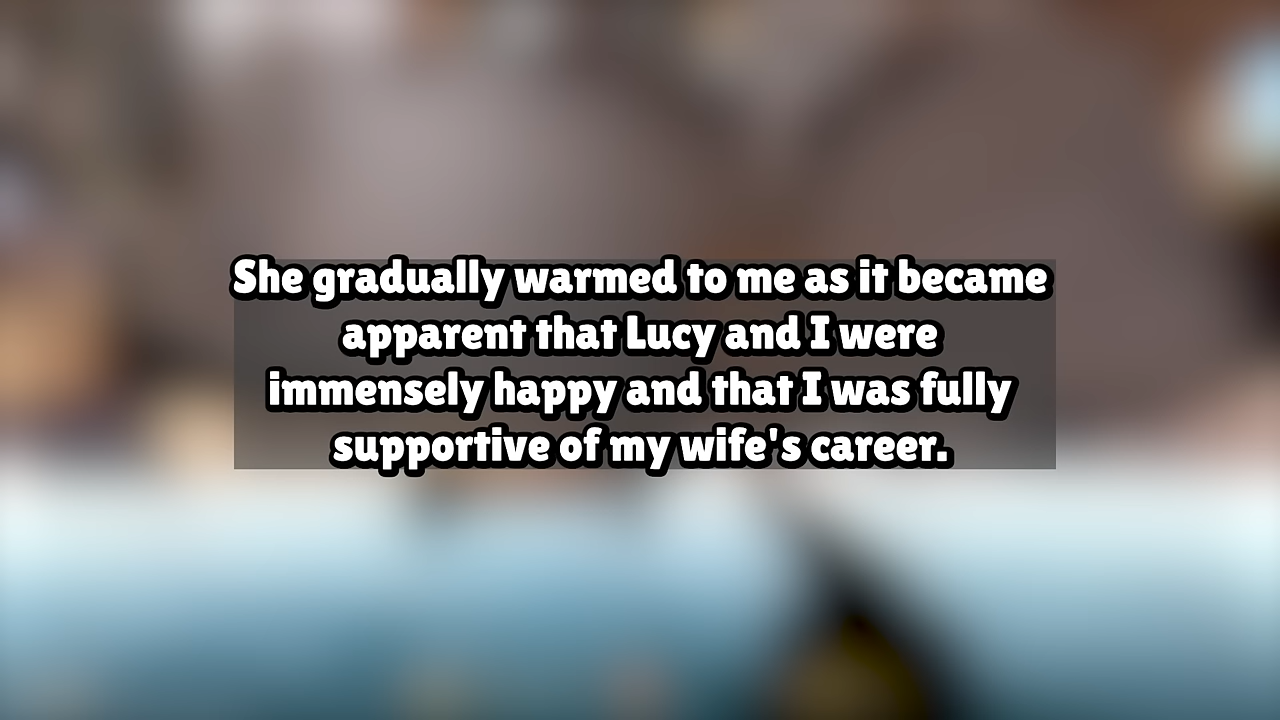 She gradually warmed to me as it became
apparent that Lucy and I were
immensely happy and that I was fully
supportive of my wife's career.